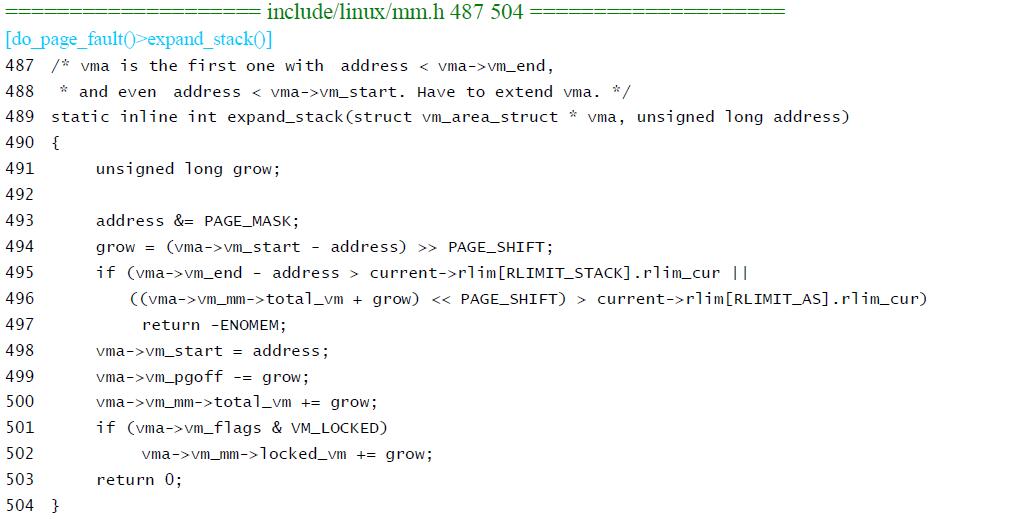 ==================== include/linux/mm.h 487 504 ====================
[do_page_fault()>expand_stack()]
487 /* vma is the first one with  address < vma->vm_end,
488  * and even  address < vma->vm_start. Have to extend vma. */
489 static inline int expand_stack(struct vm_area_struct * vma, unsigned long address)
490 {
491     unsigned long grow;
492
493     address &= PAGE_MASK;
494     grow = (vma->vm_start - address) >> PAGE_SHIFT;
495     if (vma->vm_end - address > current->rlim[RLIMIT_STACK].rlim_cur ||
496        ((vma->vm_mm->total_vm + grow) << PAGE_SHIFT) > current->rlim[RLIMIT_AS].rlim_cur)
497         return -ENOMEM;
498     vma->vm_start = address;
499     vma->vm_pgoff -= grow;
500     vma->vm_mm->total_vm += grow;
501     if (vma->vm_flags & VM_LOCKED)
502         vma->vm_mm->locked_vm += grow;
503     return 0;
504 }